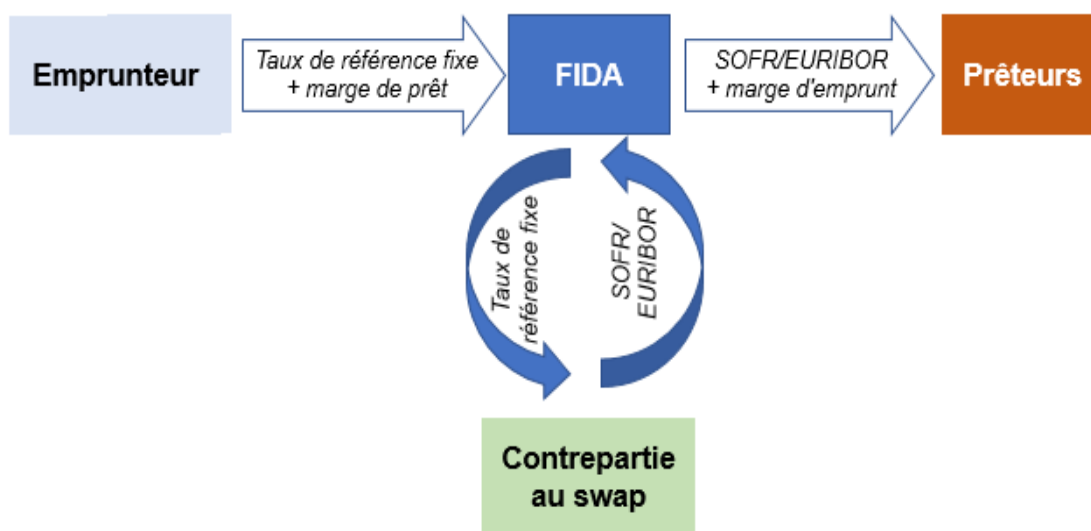 Emprunteur
Taux de référence fixe
+ marge de prêt
FIDA
SOFR/EURIBOR
+ marge d'emprunt
Prêteurs
Taux de
référence fixe
SOFR/
EURIBOR
Contrepartie
au swap